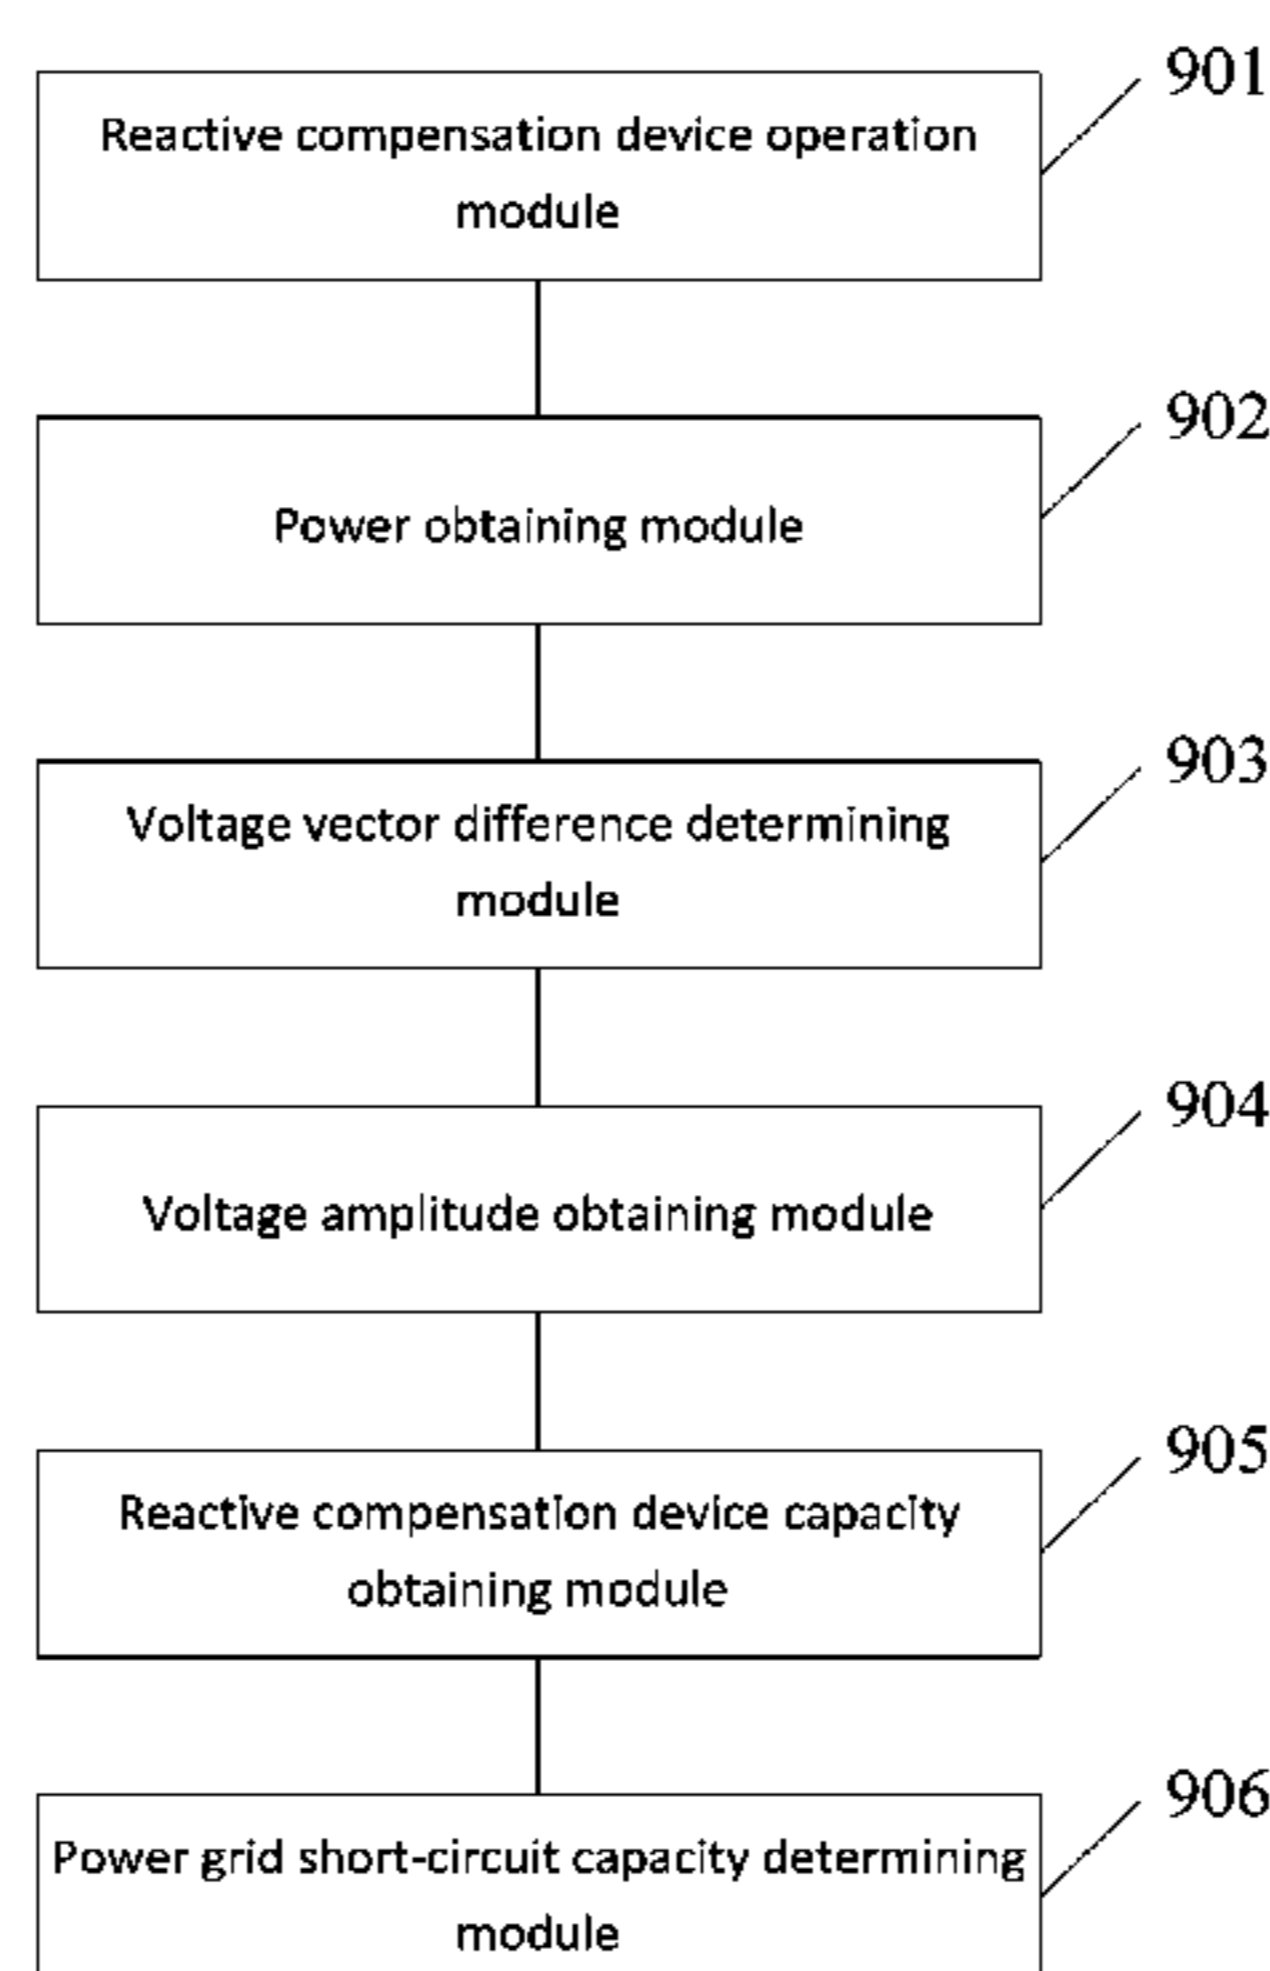 901
Reactive compensation device operation
module
902
Power obtaining module
903
Voltage vector difference determining
module
904
Voltage amplitude obtaining module
905
Reactive compensation device capacity
obtaining module
906
Power grid short-circuit capacity determining
module